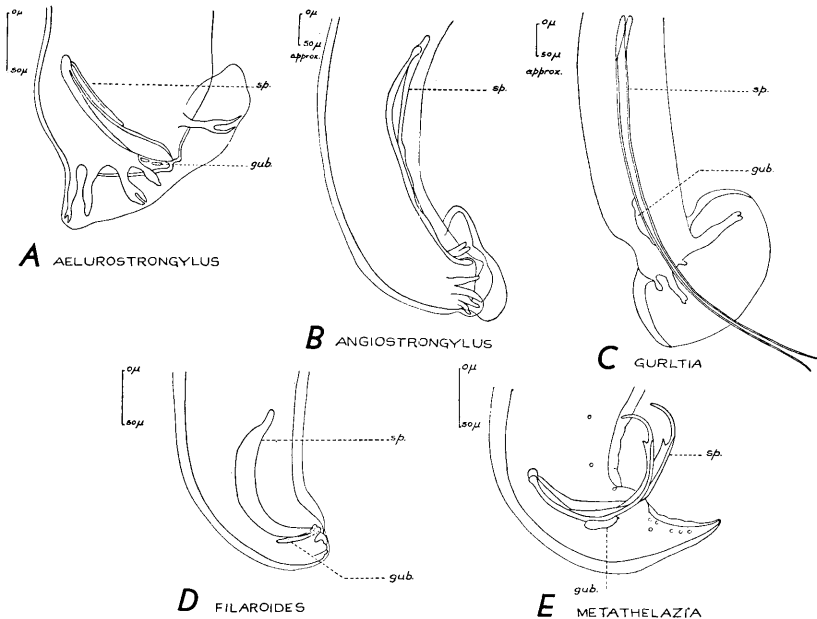 0μ
50μ
sp.
gub.
A AELUROSTRONGYLUS
0μ
50μ
approx.
sp.
B ANGIOSTRONGYLUS
0μ
50μ
approx.
sp.
gub.
C GURLTIA
0μ
50μ
sp.
gub.
D FILAROIDES
0μ
50μ
sp.
gub.
E METATHELAZIA